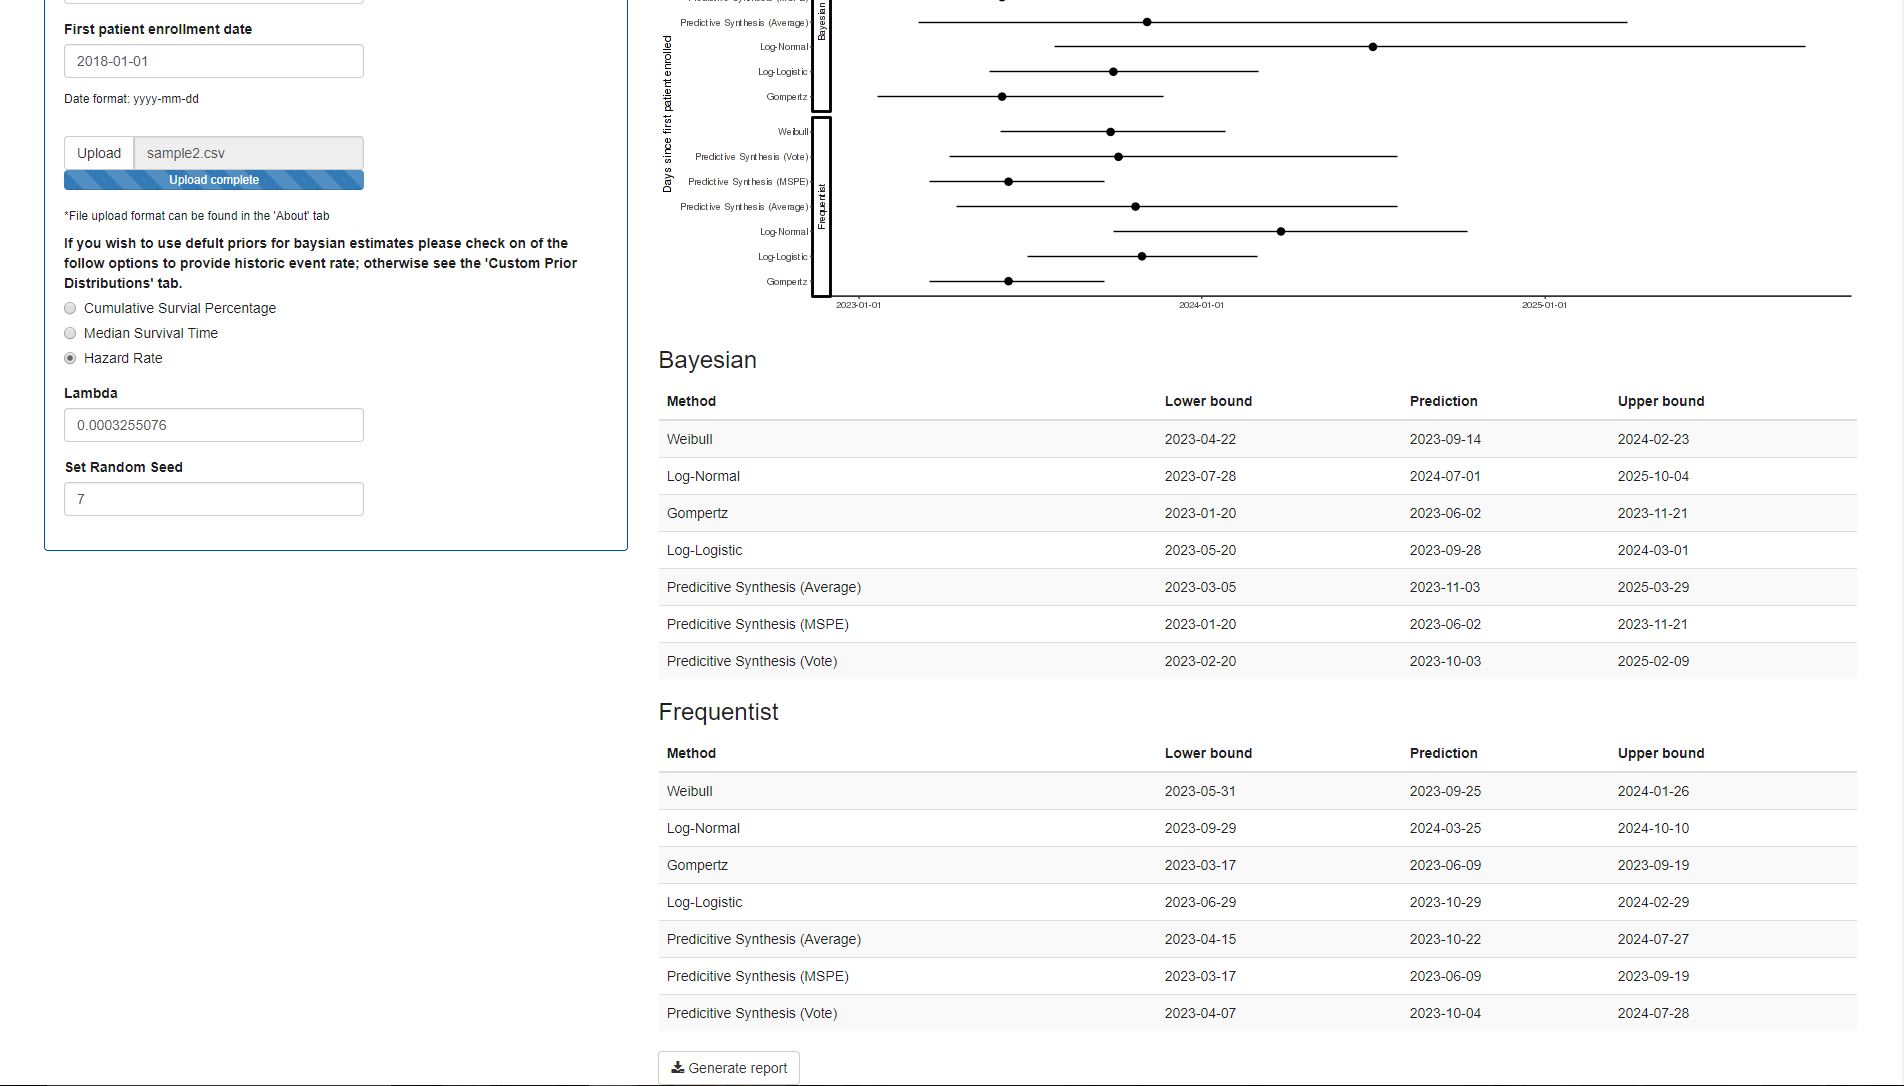 First patient enrollment date
2018-01-01
Date format: yyyy-mm-dd
Upload sample2.csv
Upload complete
*File upload format can be found in the 'About' tab
If you wish to use defult priors for baysian estimates please check on of the
follow options to provide historic event rate; otherwise see the 'Custom Prior
Distributions' tab.
Cumulative Survial Percentage
Median Survival Time
Hazard Rate
Lambda
0.0003255076
Set Random Seed
7
Days since first patient enrolled
Bayesian
Predictive Synthesis (Average)
Log-Normal
Log-Logistic
Gompertz
Frequentist
Weibull
Predictive Synthesis (Vote)
Predictive Synthesis (MSPE)
Predictive Synthesis (Average)
Log-Normal
Log-Logistic
Gompertz
2023-01-01 2024-01-01 2025-01-01
Bayesian
Method Lower bound Prediction Upper bound
Weibull 2023-04-22 2023-09-14 2024-02-23
Log-Normal 2023-07-28 2024-07-01 2025-10-04
Gompertz 2023-01-20 2023-06-02 2023-11-21
Log-Logistic 2023-05-20 2023-09-28 2024-03-01
Predicitive Synthesis (Average) 2023-03-05 2023-11-03 2025-03-29
Predicitive Synthesis (MSPE) 2023-01-20 2023-06-02 2023-11-21
Predicitive Synthesis (Vote) 2023-02-20 2023-10-03 2025-02-09
Frequentist
Method Lower bound Prediction Upper bound
Weibull 2023-05-31 2023-09-25 2024-01-26
Log-Normal 2023-09-29 2024-03-25 2024-10-10
Gompertz 2023-03-17 2023-06-09 2023-09-19
Log-Logistic 2023-06-29 2023-10-29 2024-02-29
Predicitive Synthesis (Average) 2023-04-15 2023-10-22 2024-07-27
Predicitive Synthesis (MSPE) 2023-03-17 2023-06-09 2023-09-19
Predicitive Synthesis (Vote) 2023-04-07 2023-10-04 2024-07-28
Generate report